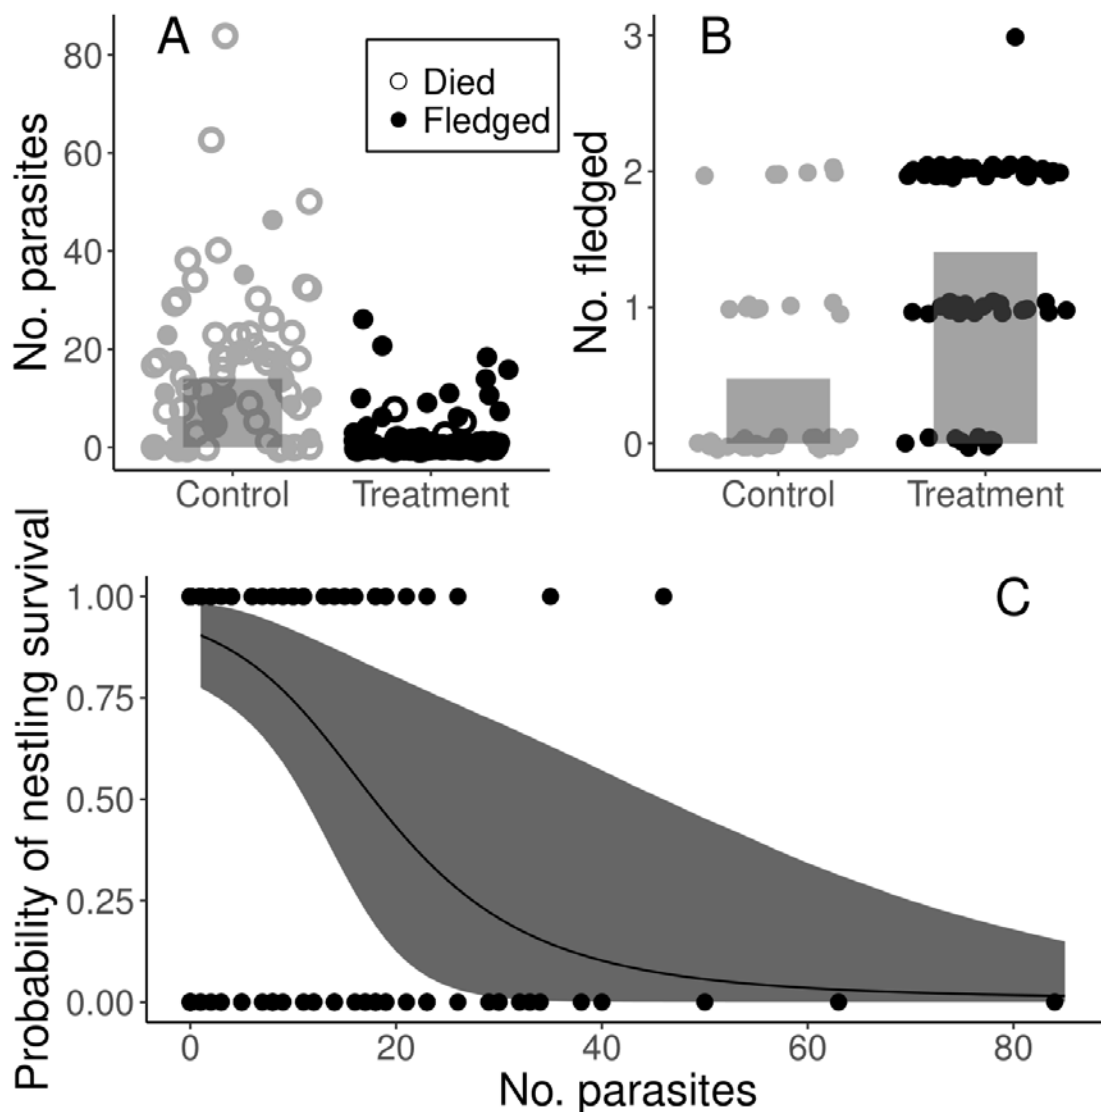 A
No. parasites
80
60
40
20
0
Died
Fledged
Control
Treatment
B
No. fledged
3
2
1
0
Control
Treatment
C
Probability of nestling survival
1.00
0.75
0.50
0.25
0.00
0
20
40
60
80
No. parasites